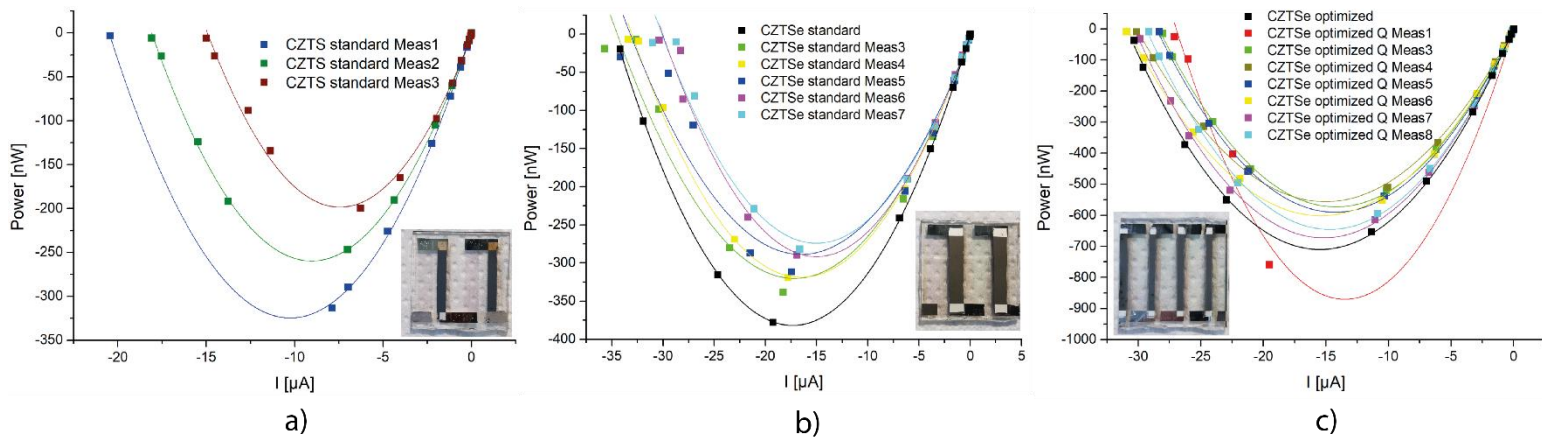 0
-50
-100
-150
-200
-250
-300
-350
Power [nW]
-20
-15
-10
-5
0
I [µA]
CZTS standard Meas1
CZTS standard Meas2
CZTS standard Meas3
a)
0
-50
-100
-150
-200
-250
-300
-350
-400
Power [nW]
-35
-30
-25
-20
-15
-10
-5
0
5
I [µA]
CZTSe standard
CZTSe standard Meas3
CZTSe standard Meas4
CZTSe standard Meas5
CZTSe standard Meas6
CZTSe standard Meas7
b)
0
-100
-200
-300
-400
-500
-600
-700
-800
-900
-1000
Power [nW]
-30
-25
-20
-15
-10
-5
0
I [µA]
CZTSe optimized
CZTSe optimized Q Meas1
CZTSe optimized Q Meas3
CZTSe optimized Q Meas4
CZTSe optimized Q Meas5
CZTSe optimized Q Meas6
CZTSe optimized Q Meas7
CZTSe optimized Q Meas8
c)